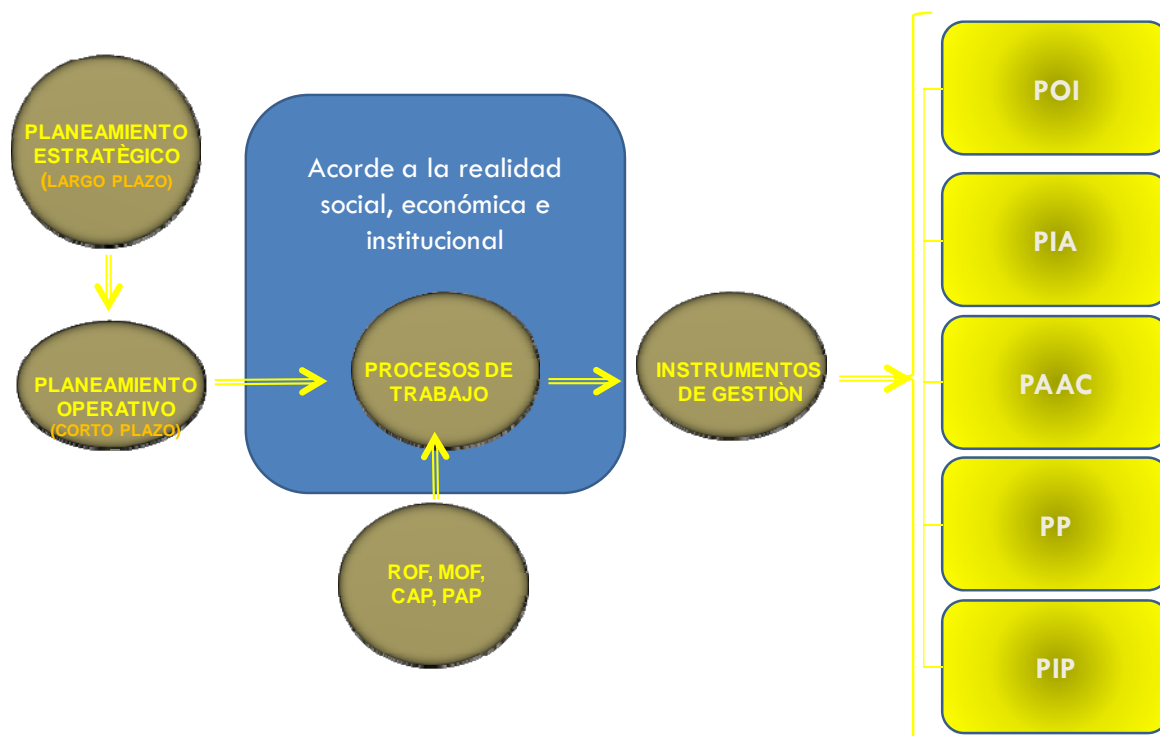 PLANEAMIENTO
ESTRATÈGICO
(LARGO PLAZO)
PLANEAMIENTO
OPERATIVO
(CORTO PLAZO)
Acorde a la realidad
social, económica e
institucional
PROCESOS DE
TRABAJO
ROF, MOF,
CAP, PAP
INSTRUMENTOS
DE GESTIÒN
POI
PIA
PAAC
PP
PIP